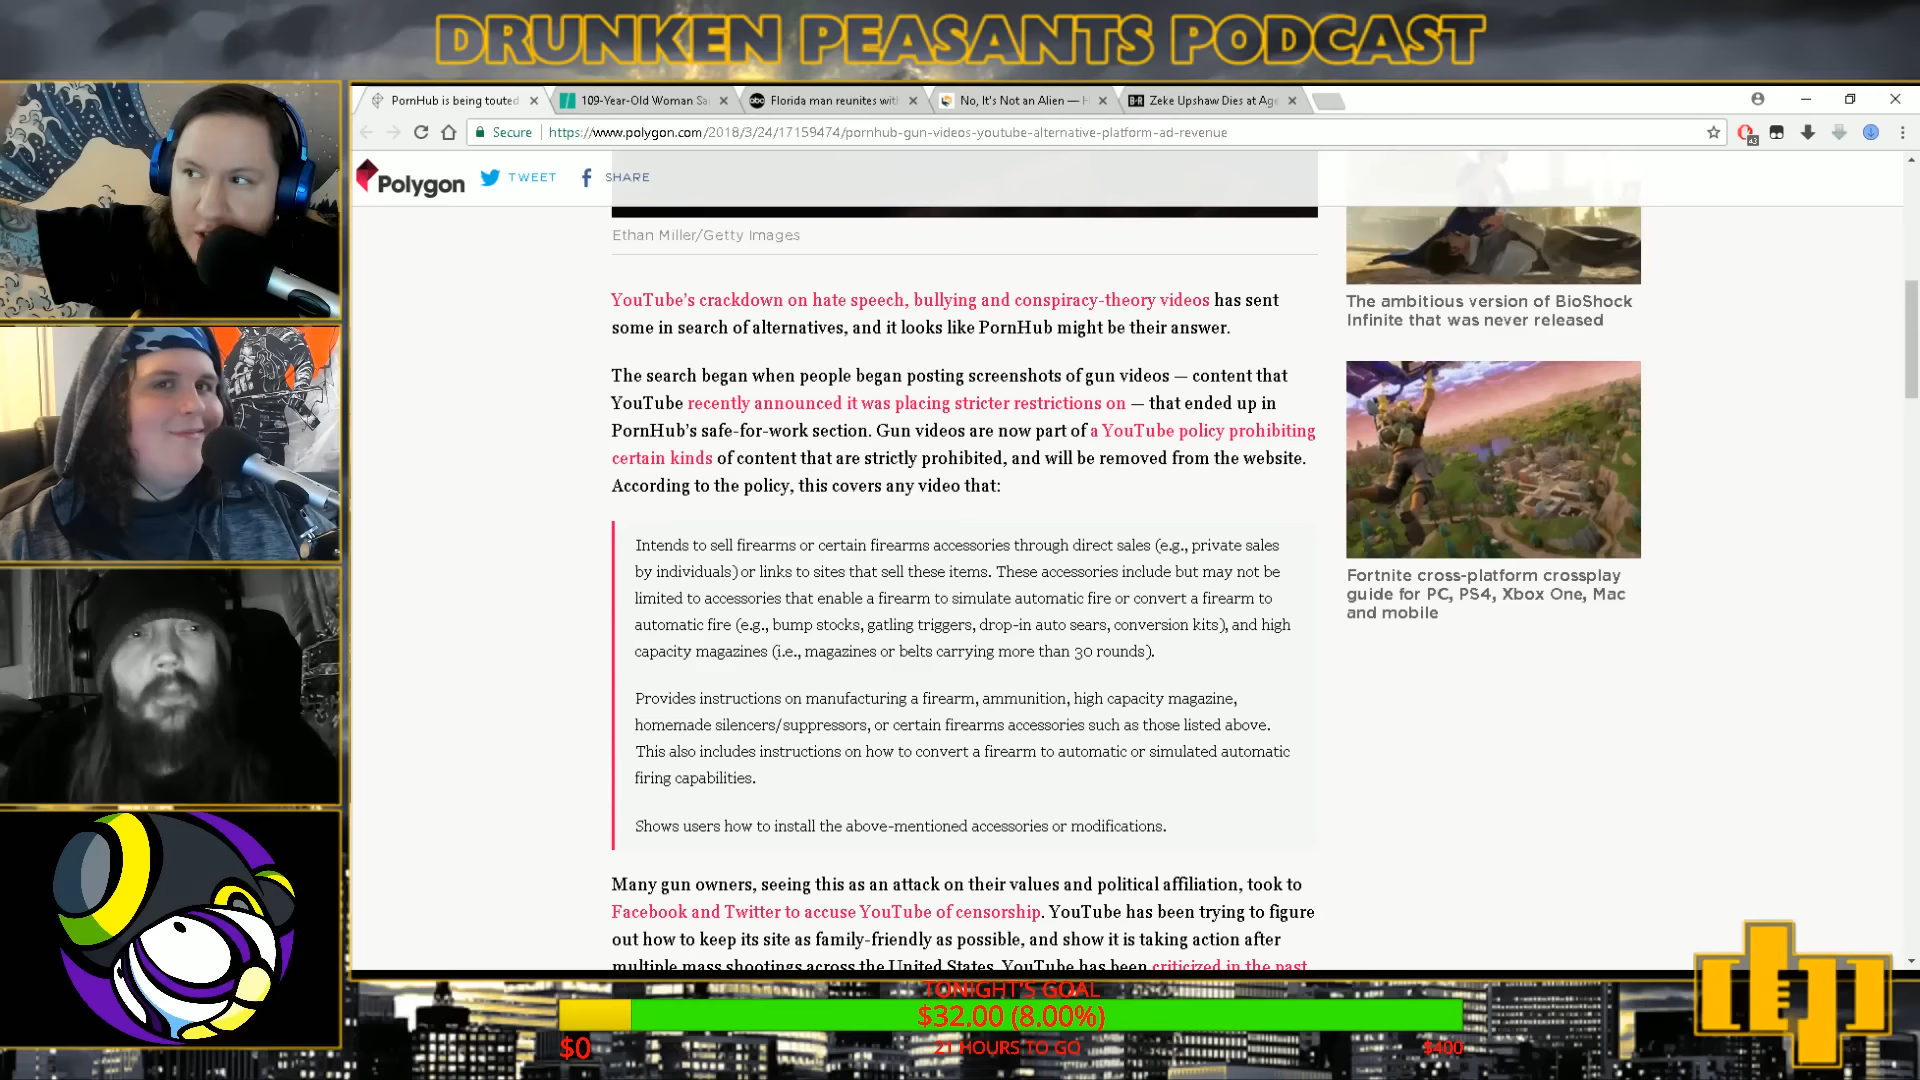 DRUNKEN PEASANTS PODCAST
PornHub is being touted
109-Year-Old Woman Sa
abc
Florida man reunites wit
No, It's Not an Alien — H
B·R
Zeke Upshaw Dies at Age
Secure
https://www.polygon.com/2018/3/24/17159474/pornhub-gun-videos-youtube-alternative-platform-ad-revenue
43
Polygon
TWEET
SHARE
Ethan Miller/Getty Images
YouTube's crackdown on hate speech, bullying and conspiracy-theory videos has sent
some in search of alternatives, and it looks like PornHub might be their answer.
The search began when people began posting screenshots of gun videos — content that
YouTube recently announced it was placing stricter restrictions on — that ended up in
PornHub's safe-for-work section. Gun videos are now part of a YouTube policy prohibiting
certain kinds of content that are strictly prohibited, and will be removed from the website.
According to the policy, this covers any video that:
Intends to sell firearms or certain firearms accessories through direct sales (e.g., private sales
by individuals) or links to sites that sell these items. These accessories include but may not be
limited to accessories that enable a firearm to simulate automatic fire or convert a firearm to
automatic fire (e.g., bump stocks, gatling triggers, drop-in auto sears, conversion kits), and high
capacity magazines (i.e., magazines or belts carrying more than 30 rounds).
Provides instructions on manufacturing a firearm, ammunition, high capacity magazine,
homemade silencers/suppressors, or certain firearms accessories such as those listed above.
This also includes instructions on how to convert a firearm to automatic or simulated automatic
firing capabilities.
Shows users how to install the above-mentioned accessories or modifications.
Many gun owners, seeing this as an attack on their values and political affiliation, took to
Facebook and Twitter to accuse YouTube of censorship. YouTube has been trying to figure
out how to keep its site as family-friendly as possible, and show it is taking action after
multiple mass shootings across the United States. YouTube has been criticized in the past
The ambitious version of BioShock
Infinite that was never released
Fortnite cross-platform crossplay
guide for PC, PS4, Xbox One, Mac
and mobile
TONIGHT'S GOAL
$32.00 (8.00%)
$0
21 HOURS TO GO
$400